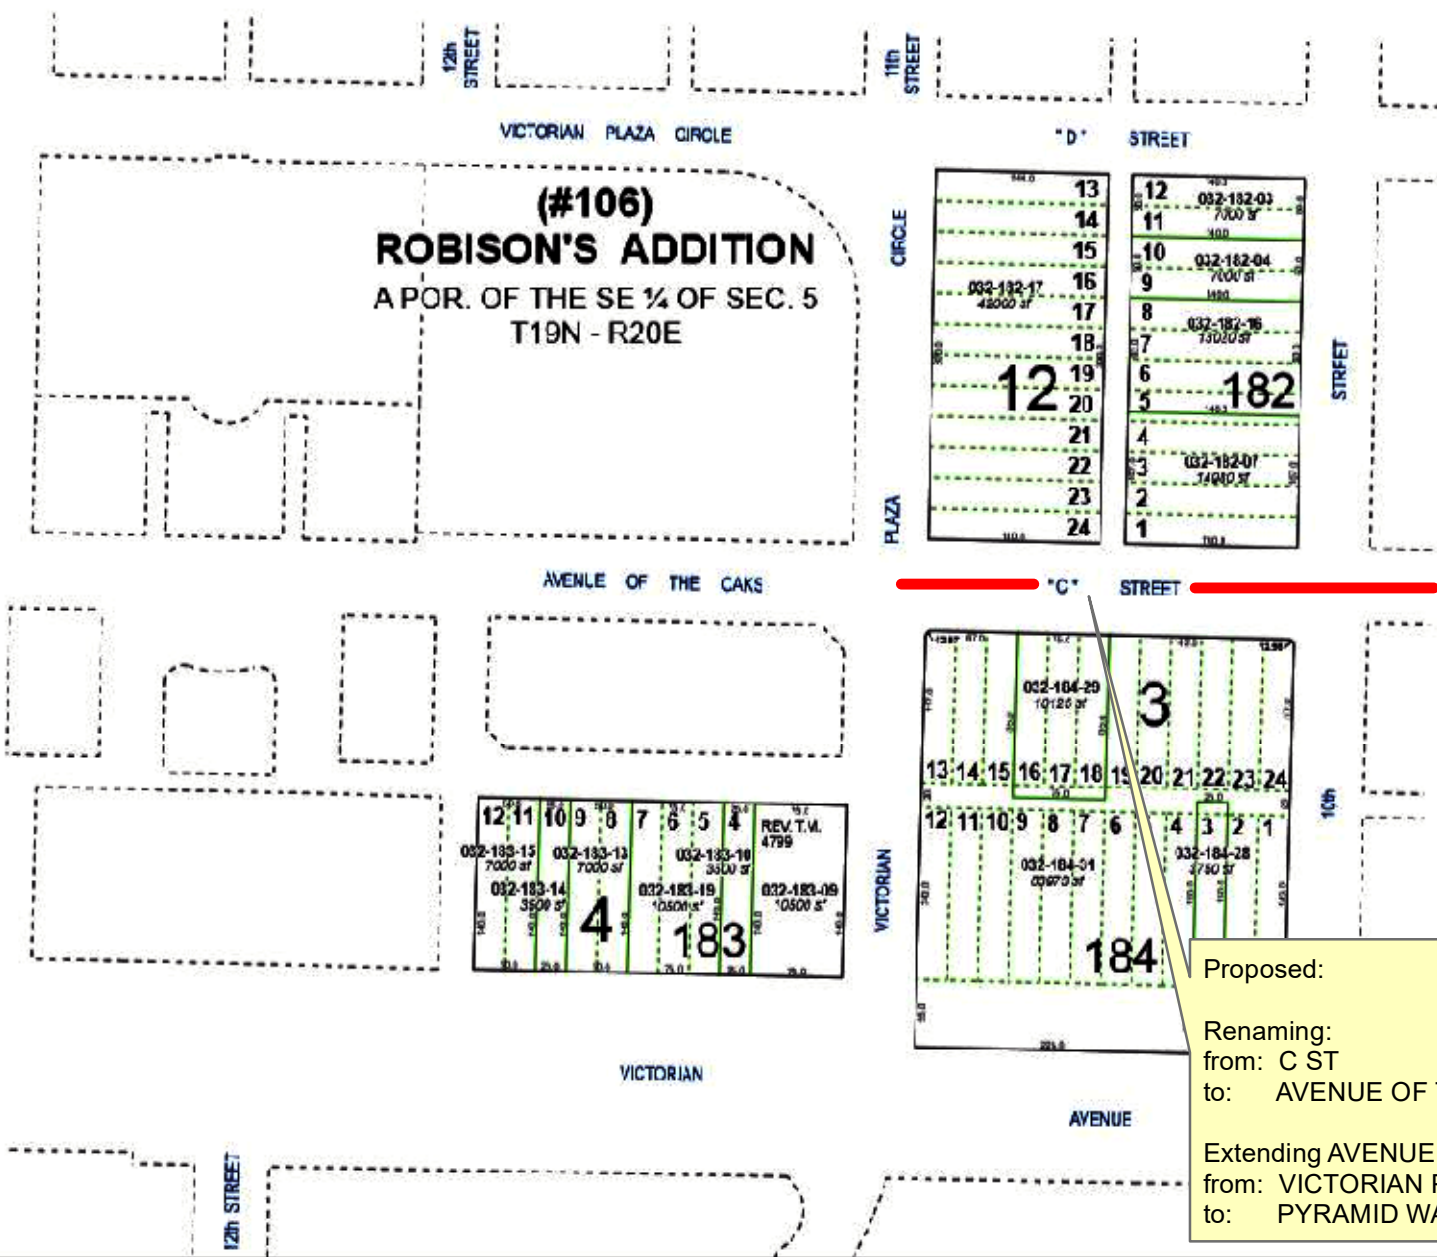 12th
STREET
11th
STREET
VICTORIAN PLAZA CIRCLE
"D" STREET
(#106)
ROBISON'S ADDITION
A POR. OF THE SE ¼ OF SEC. 5
T19N - R20E
CIRCLE
PLAZA
13
14
15
16
17
18
19
20
21
22
23
24
032-182-17
12
12
11
10
9
8
7
6
5
4
3
2
1
032-182-03
7000 sf
032-182-04
7000 sf
032-182-16
13020 sf
182
032-182-07
14980 sf
STREET
AVENUE OF THE OAKS
"C" STREET
032-184-29
10125 sf
3
13 14 15 16 17 18 19 20 21 22 23 24
12 11 10 9 8 7 6 4 3 2 1
032-184-31
032-184-28
3750 sf
184
10th
12 11 10 9 8 7 6 5 4
REV. T.M.
4799
032-183-15
7000 sf
032-183-13
7000 sf
032-183-10
3500 sf
032-183-14
3500 sf
032-183-19
10500 sf
032-183-09
10500 sf
4
183
VICTORIAN
VICTORIAN
AVENUE
12th STREET
Proposed:
Renaming:
from: C ST
to: AVENUE OF
Extending AVENUE
from: VICTORIAN
to: PYRAMID